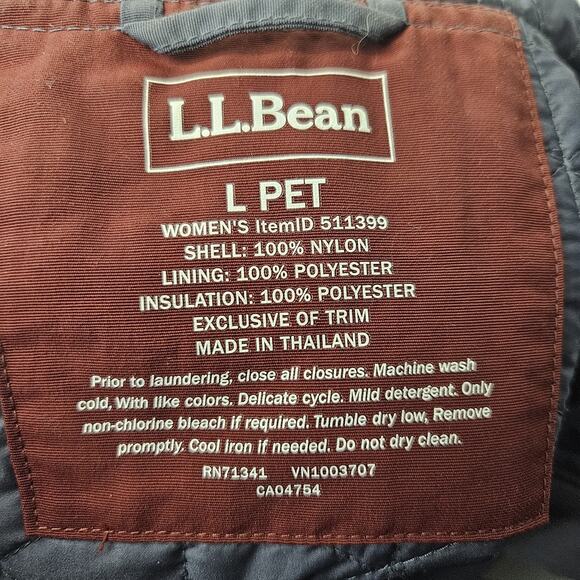 L.L.Bean
L PET
WOMEN'S ItemID 511399
SHELL: 100% NYLON
LINING: 100% POLYESTER
INSULATION: 100% POLYESTER
EXCLUSIVE OF TRIM
MADE IN THAILAND
Prior to laundering, close all closures. Machine wash
cold, With like colors. Delicate cycle. Mild detergent. Only
non-chlorine bleach if required. Tumble dry low, Remove
promptly. Cool iron if needed. Do not dry clean.
RN71341 VN1003707
CA04754